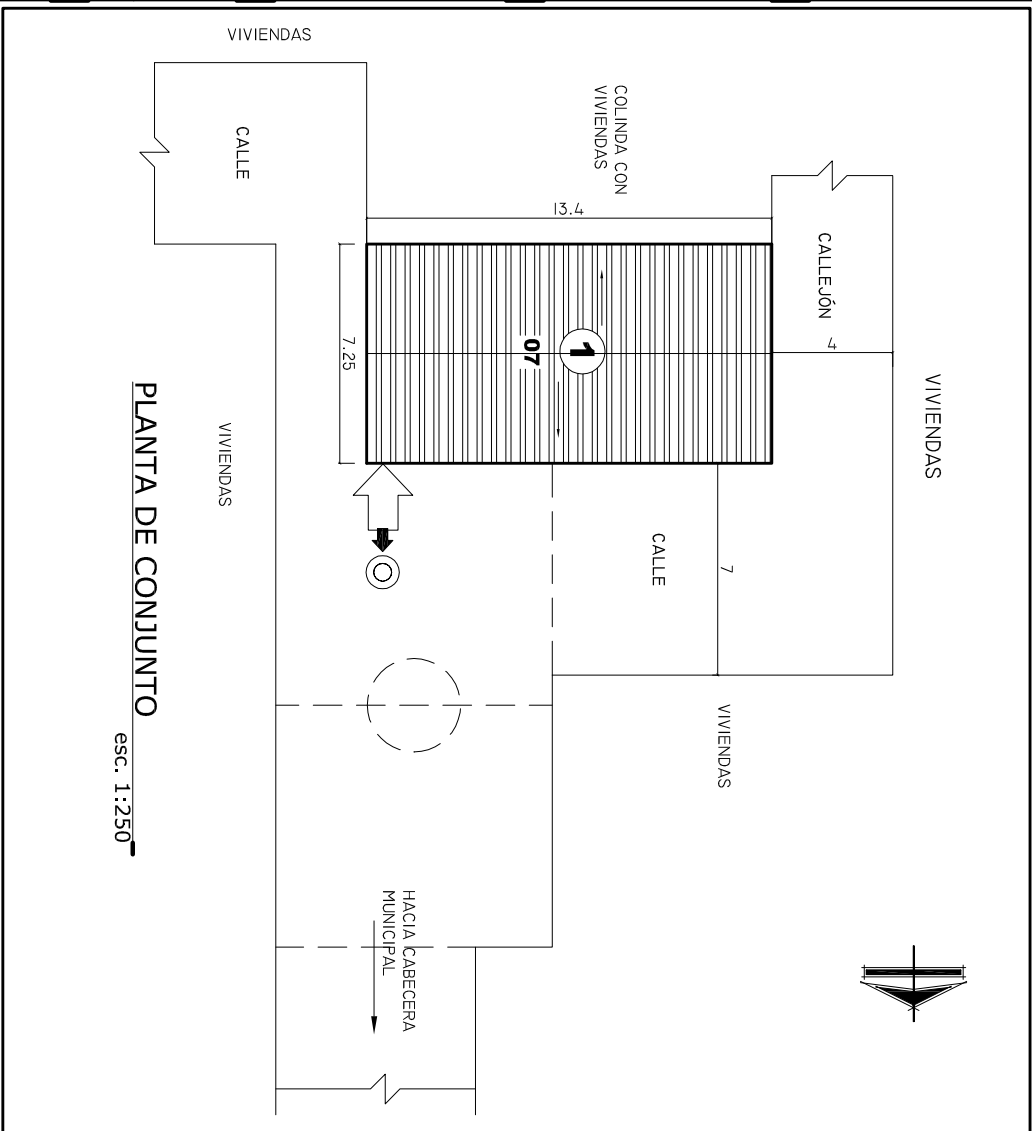 VIVIENDAS
CALLE
COLINDA CON
VIVIENDAS
13.4
CALLEJÓN
4
VIVIENDAS
1
07
7.25
CALLE
7
VIVIENDAS
VIVIENDAS
HACIA CABECERA
MUNICIPAL
PLANTA DE CONJUNTO
esc. 1:250